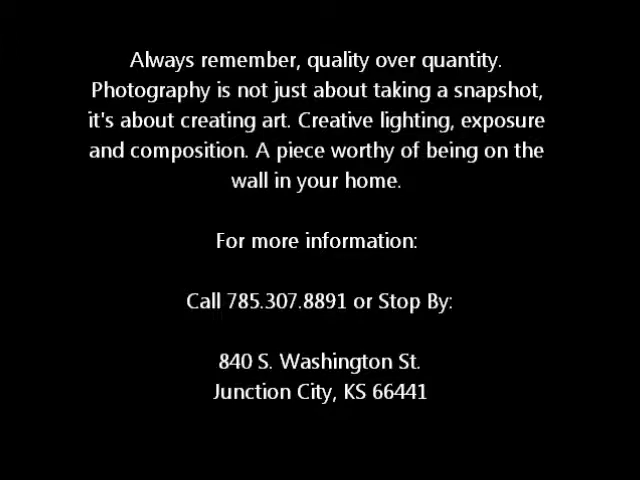 Always remember, quality over quantity.
Photography is not just about taking a snapshot,
it's about creating art. Creative lighting, exposure
and composition. A piece worthy of being on the
wall in your home.
For more information:
Call 785.307.8891 or Stop By:
840 S. Washington St.
Junction City, KS 66441